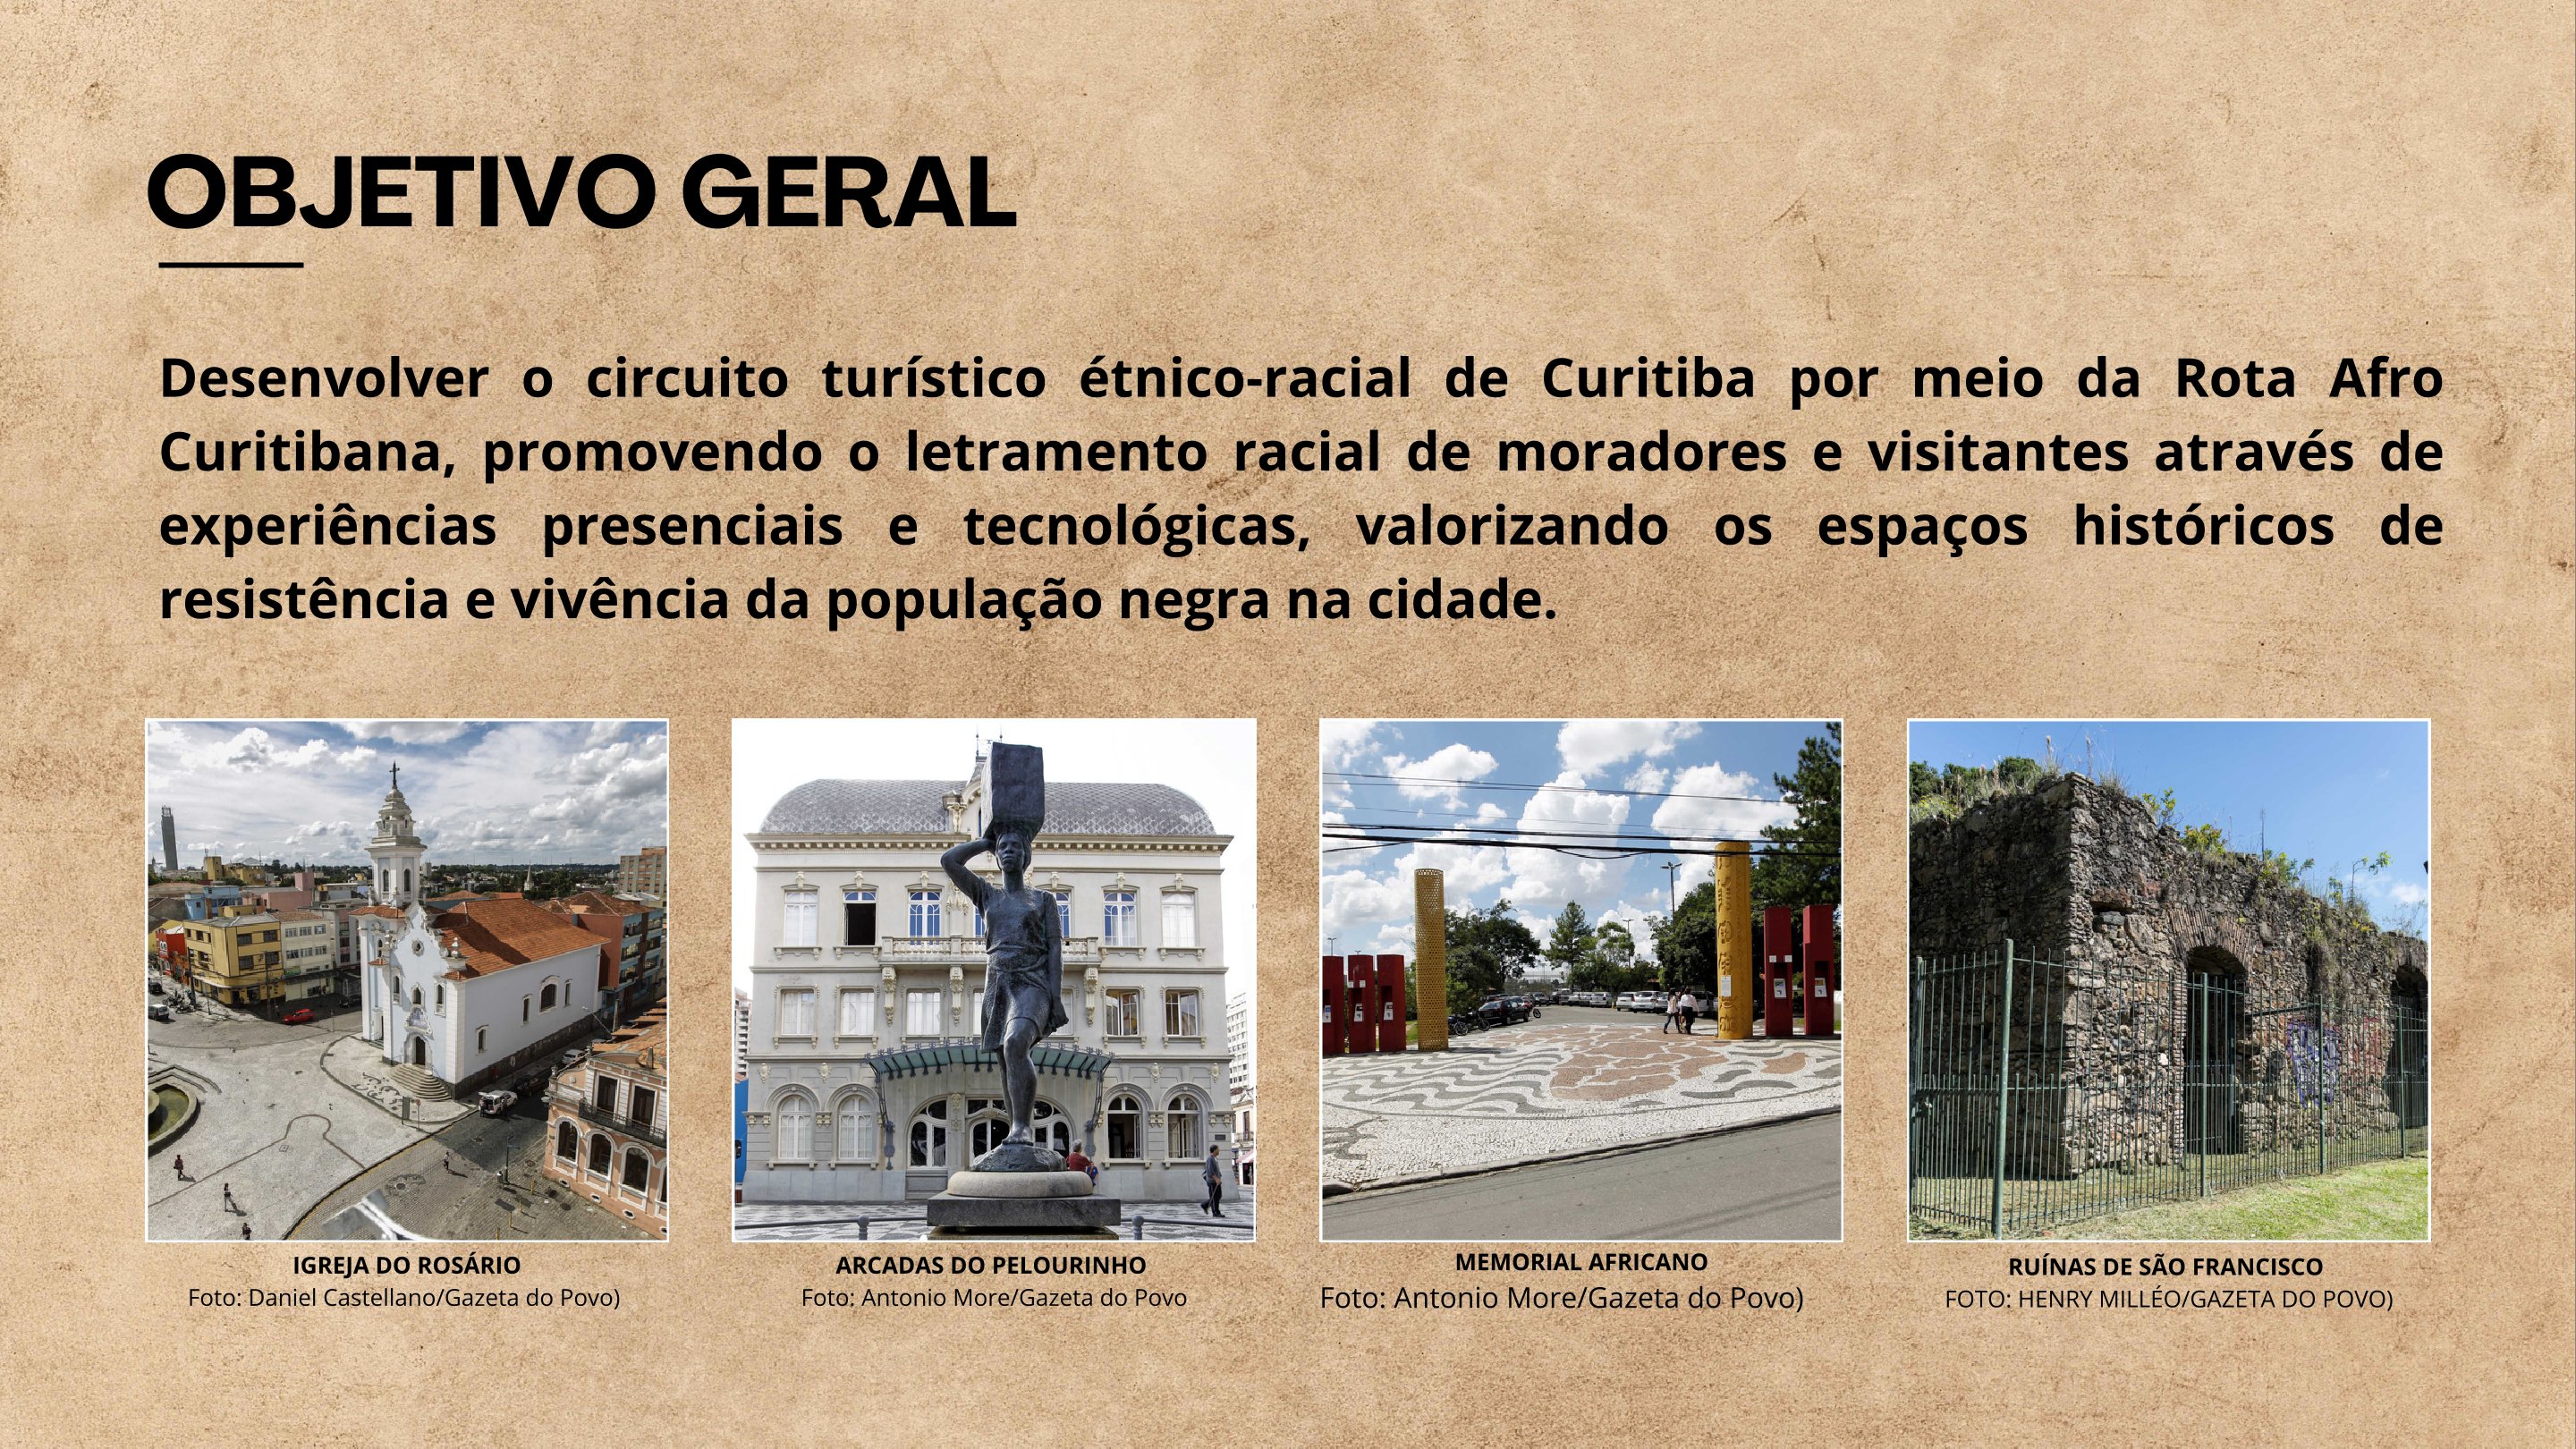 OBJETIVO GERAL
Desenvolver o circuito turístico étnico-racial de Curitiba por meio da Rota Afro
Curitibana, promovendo o letramento racial de moradores e visitantes através de
experiências presenciais e tecnológicas, valorizando os espaços históricos de
resistência e vivência da população negra na cidade.
IGREJA DO ROSÁRIO
Foto: Daniel Castellano/Gazeta do Povo)
ARCADAS DO PELOURINHO
Foto: Antonio More/Gazeta do Povo
MEMORIAL AFRICANO
Foto: Antonio More/Gazeta do Povo)
RUÍNAS DE SÃO FRANCISCO
FOTO: HENRY MILLÉO/GAZETA DO POVO)